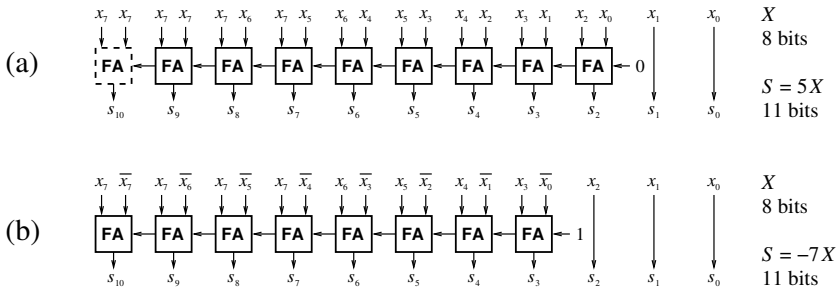 x₇ x₇ x₇ x₆ x₇ x₅ x₆ x₄ x₅ x₃ x₄ x₂ x₃ x₁ x₂ x₀ x₁ x₀ X
8 bits
(a) FA FA FA FA FA FA FA FA FA 0
S = 5X
s₁₀ s₉ s₈ s₇ s₆ s₅ s₄ s₃ s₂ s₁ s₀ 11 bits
x₇ x̅₇ x₇ x̅₆ x₇ x̅₅ x₇ x̅₄ x₆ x̅₃ x₅ x̅₂ x₄ x̅₁ x₃ x̅₀ x₂ x₁ x₀ X
8 bits
(b) FA FA FA FA FA FA FA FA 1
S = −7X
s₁₀ s₉ s₈ s₇ s₆ s₅ s₄ s₃ s₂ s₁ s₀ 11 bits